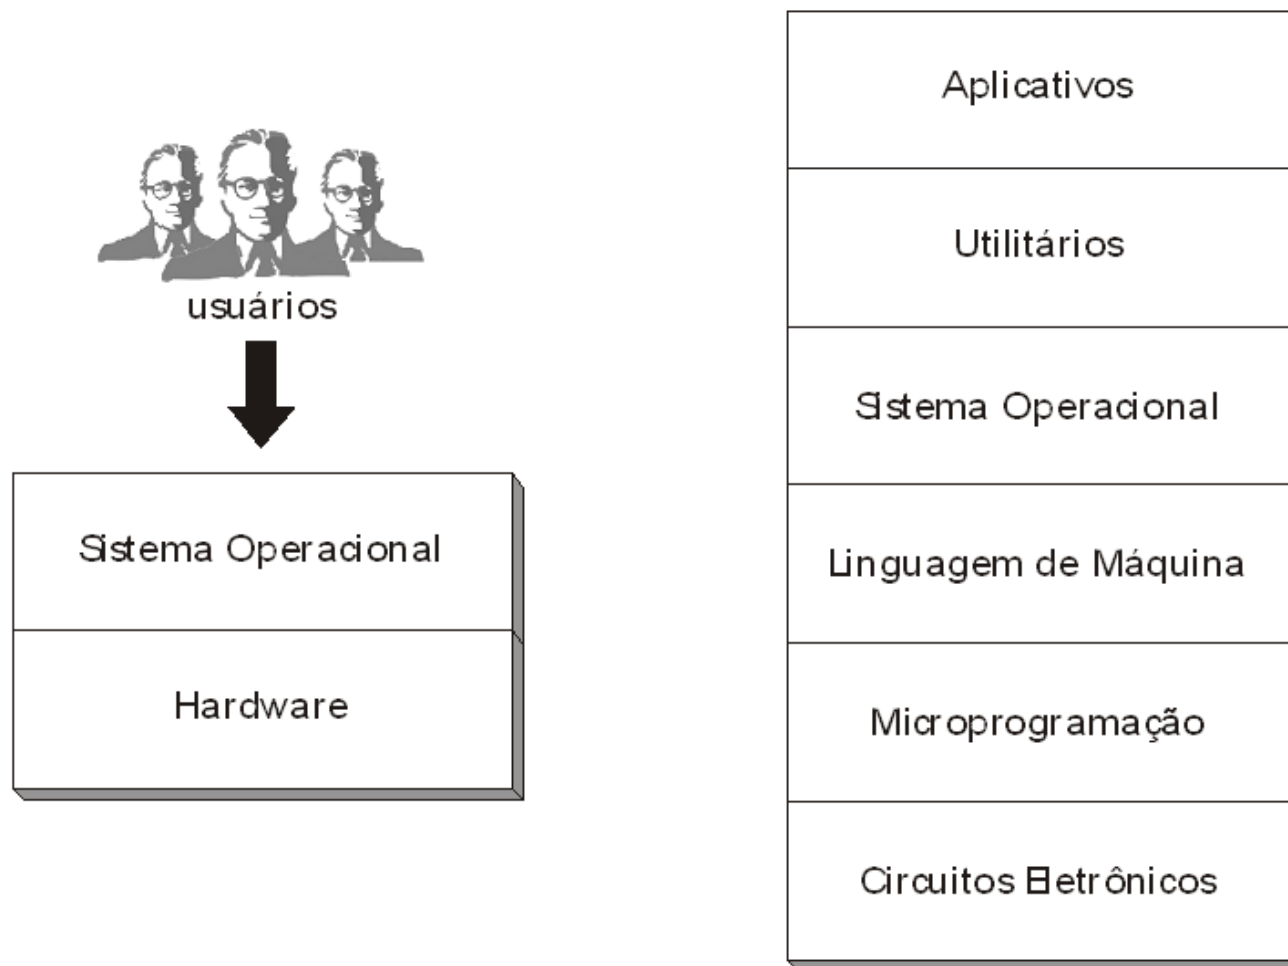 usuários
Sistema Operacional
Hardware
Aplicativos
Utilitários
Sistema Operacional
Linguagem de Máquina
Microprogramação
Circuitos Eletrônicos